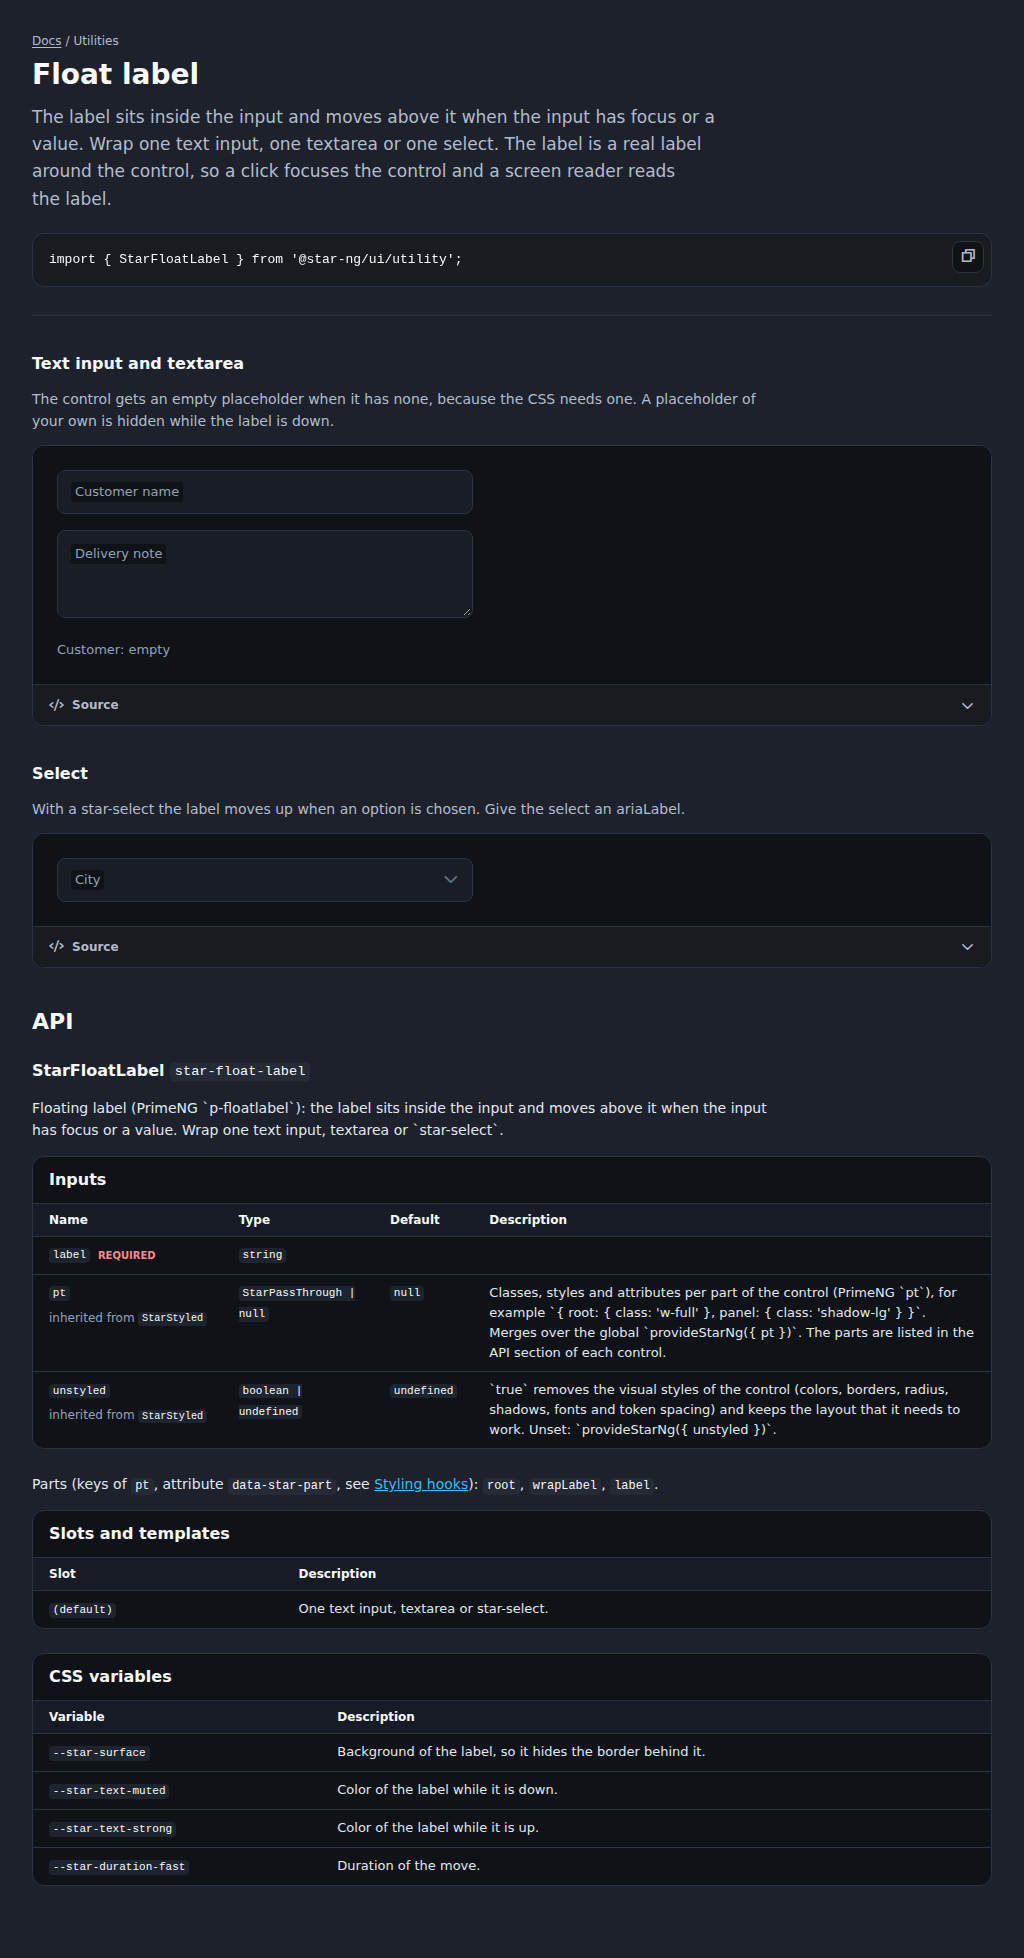 Docs / Utilities
Float label
The label sits inside the input and moves above it when the input has focus or a
value. Wrap one text input, one textarea or one select. The label is a real label
around the control, so a click focuses the control and a screen reader reads
the label.
import { StarFloatLabel } from '@star-ng/ui/utility';
Text input and textarea
The control gets an empty placeholder when it has none, because the CSS needs one. A placeholder of
your own is hidden while the label is down.
Customer name
Delivery note
Customer: empty
Source
Select
With a star-select the label moves up when an option is chosen. Give the select an ariaLabel.
City
Source
API
StarFloatLabel star-float-label
Floating label (PrimeNG `p-floatlabel`): the label sits inside the input and moves above it when the input
has focus or a value. Wrap one text input, textarea or `star-select`.
Inputs
Name Type Default Description
label REQUIRED string
pt StarPassThrough | null Classes, styles and attributes per part of the control (PrimeNG `pt`), for
inherited from StarStyled null example `{ root: { class: 'w-full' }, panel: { class: 'shadow-lg' } }`.
Merges over the global `provideStarNg({ pt })`. The parts are listed in the
API section of each control.
unstyled boolean | undefined `true` removes the visual styles of the control (colors, borders, radius,
inherited from StarStyled undefined shadows, fonts and token spacing) and keeps the layout that it needs to
work. Unset: `provideStarNg({ unstyled })`.
Parts (keys of pt, attribute data-star-part, see Styling hooks): root, wrapLabel, label.
Slots and templates
Slot Description
(default) One text input, textarea or star-select.
CSS variables
Variable Description
--star-surface Background of the label, so it hides the border behind it.
--star-text-muted Color of the label while it is down.
--star-text-strong Color of the label while it is up.
--star-duration-fast Duration of the move.